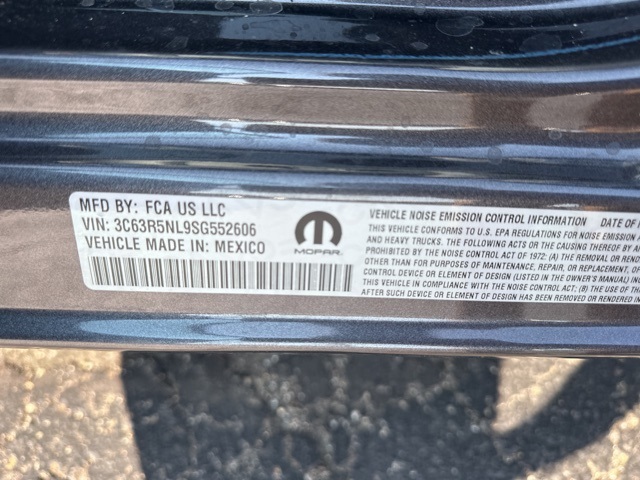 MFD BY: FCA US LLC
VIN: 3C63R5NL9SG552606
VEHICLE MADE IN: MEXICO
MOPAR
VEHICLE NOISE EMISSION CONTROL INFORMATION DATE OF
THIS VEHICLE CONFORMS TO U.S. EPA REGULATIONS FOR NOISE EMISSION
AND HEAVY TRUCKS. THE FOLLOWING ACTS OR THE CAUSING THEREOF BY
PROHIBITED BY THE NOISE CONTROL ACT OF 1972: (A) THE REMOVAL OR
OTHER THAN FOR PURPOSES OF MAINTENANCE, REPAIR, OR REPLACEMENT, OF
CONTROL DEVICE OR ELEMENT OF DESIGN (LISTED IN THE OWNER'S MANUAL)
THIS VEHICLE IN COMPLIANCE WITH THE NOISE CONTROL ACT; (B) THE USE OF THE
AFTER SUCH DEVICE OR ELEMENT OF DESIGN HAS BEEN REMOVED OR RENDERED